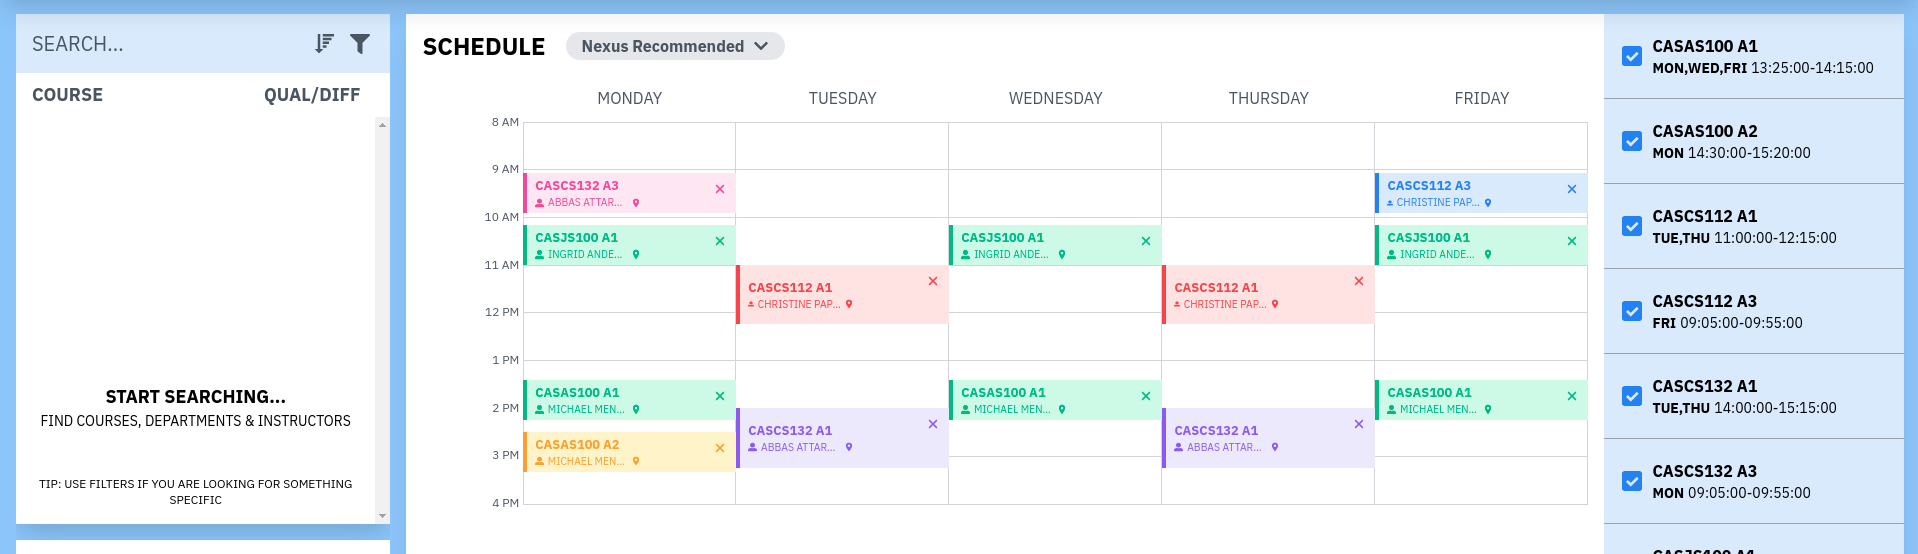 SEARCH...
COURSE QUAL/DIFF
START SEARCHING...
FIND COURSES, DEPARTMENTS & INSTRUCTORS
TIP: USE FILTERS IF YOU ARE LOOKING FOR SOMETHING
SPECIFIC
SCHEDULE Nexus Recommended
MONDAY TUESDAY WEDNESDAY THURSDAY FRIDAY
8 AM
9 AM
CASCS132 A3 CASCS112 A3
ABBAS ATTAR... CHRISTINE PAP...
10 AM
CASJS100 A1 CASJS100 A1 CASJS100 A1
INGRID ANDE... INGRID ANDE... INGRID ANDE...
11 AM
CASCS112 A1 CASCS112 A1
CHRISTINE PAP... CHRISTINE PAP...
12 PM
1 PM
CASAS100 A1 CASAS100 A1 CASAS100 A1
2 PM MICHAEL MEN... MICHAEL MEN... MICHAEL MEN...
CASCS132 A1 CASCS132 A1
CASAS100 A2 ABBAS ATTAR... ABBAS ATTAR...
3 PM MICHAEL MEN...
4 PM
CASAS100 A1
MON,WED,FRI 13:25:00-14:15:00
CASAS100 A2
MON 14:30:00-15:20:00
CASCS112 A1
TUE,THU 11:00:00-12:15:00
CASCS112 A3
FRI 09:05:00-09:55:00
CASCS132 A1
TUE,THU 14:00:00-15:15:00
CASCS132 A3
MON 09:05:00-09:55:00